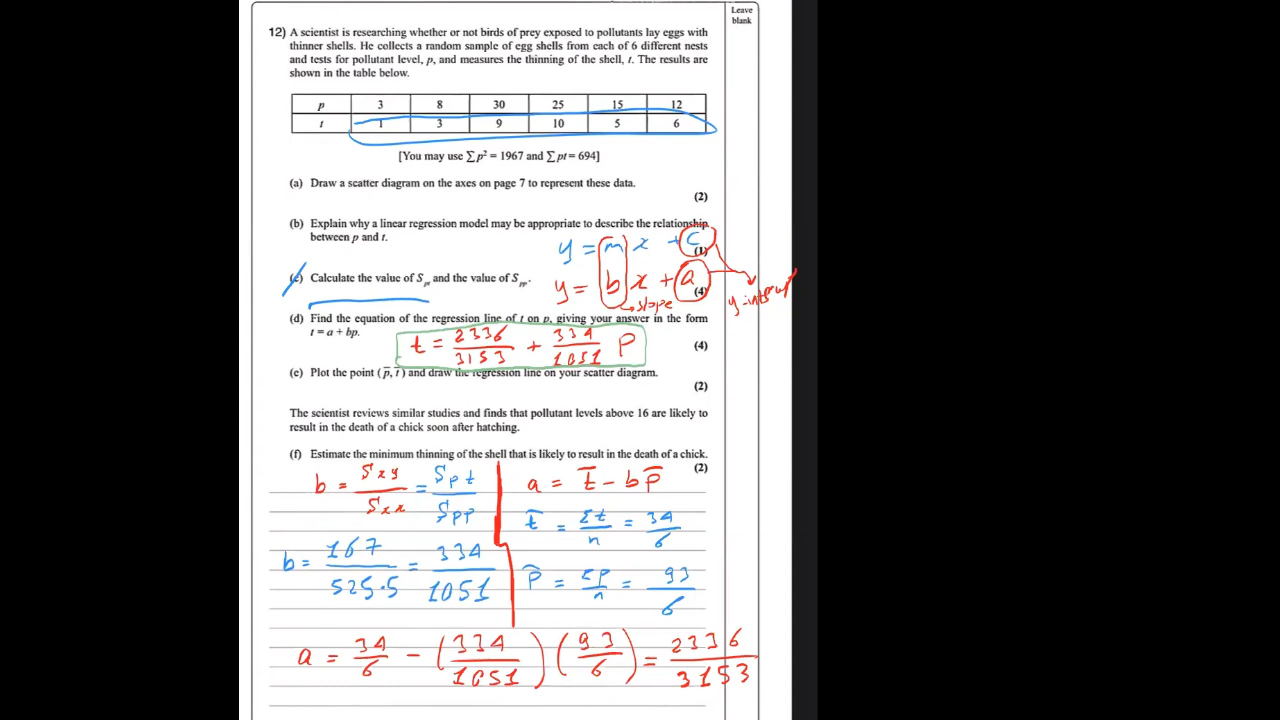 Leave
blank
12) A scientist is researching whether or not birds of prey exposed to pollutants lay eggs with
thinner shells. He collects a random sample of egg shells from each of 6 different nests
and tests for pollutant level, p, and measures the thinning of the shell, t. The results are
shown in the table below.
p 3 8 30 25 15 12
t 1 3 9 10 5 6
[You may use ∑p² = 1967 and ∑pt = 694]
(a) Draw a scatter diagram on the axes on page 7 to represent these data.
(2)
(b) Explain why a linear regression model may be appropriate to describe the relationship
between p and t.
(1)
y = m x + c
(c) Calculate the value of Spt and the value of Spp.
(4)
y = b x + a
→ slope
y-intercept
(d) Find the equation of the regression line of t on p, giving your answer in the form
t = a + bp.
(4)
t = 2336/3153 + 334/1051 P
(e) Plot the point (p̄, t̄) and draw the regression line on your scatter diagram.
(2)
The scientist reviews similar studies and finds that pollutant levels above 16 are likely to
result in the death of a chick soon after hatching.
(f) Estimate the minimum thinning of the shell that is likely to result in the death of a chick.
(2)
b = Sxy/Sxx = Spt/Spp
a = t̄ - bp̄
t̄ = Σt/n = 34/6
b = 167/525.5 = 334/1051
p̄ = Σp/n = 93/6
a = 34/6 - (334/1051)(93/6) = 2336/3153